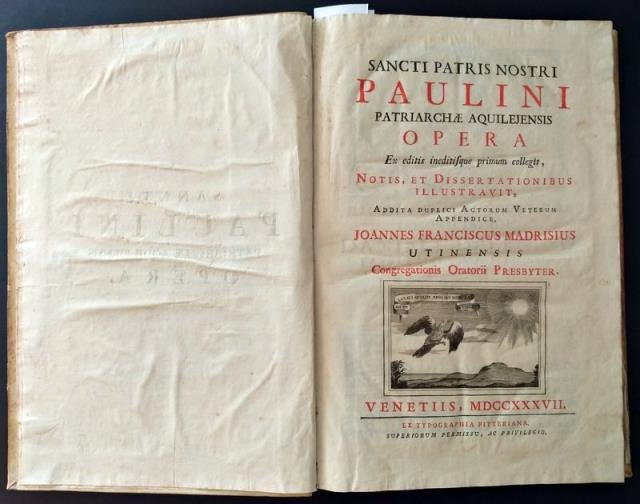 SANCTI PATRIS NOSTRI
PAULINI
PATRIARCHÆ AQUILEJENSIS
OPERA
Ex editis ineditisque primum collegit,
NOTIS, ET DISSERTATIONIBUS
ILLUSTRAVIT,
ADDITA DUPLICI ACTORUM VETERUM
APPENDICE,
JOANNES FRANCISCUS MADRISIUS
UTINENSIS
Congregationis Oratorii PRESBYTER.
VENETIIS, MDCCXXXVII.
EX TYPOGRAPHIA PITTERIANA.
SUPERIORUM PERMISSU, AC PRIVILEGIO.